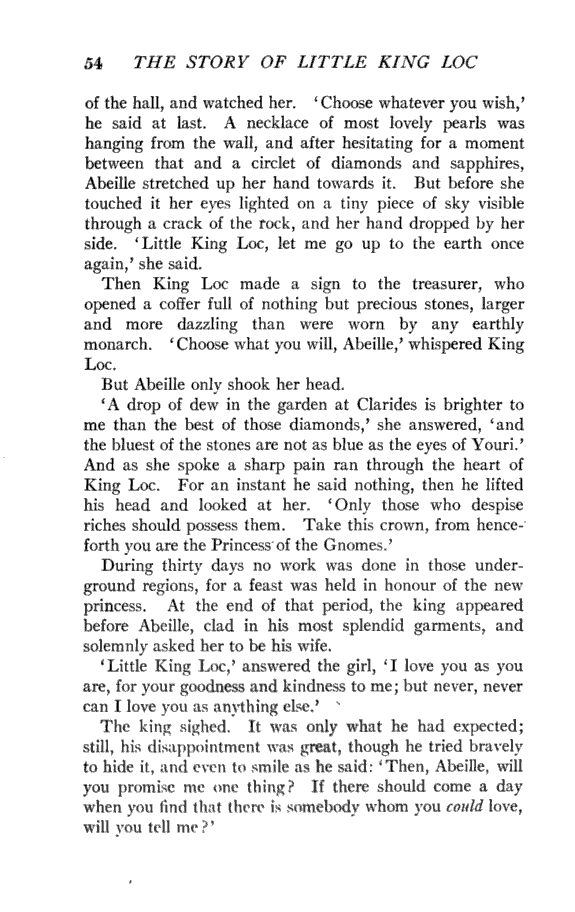 54 THE STORY OF LITTLE KING LOC
of the hall, and watched her. ‘Choose whatever you wish,’
he said at last. A necklace of most lovely pearls was
hanging from the wall, and after hesitating for a moment
between that and a circlet of diamonds and sapphires,
Abeille stretched up her hand towards it. But before she
touched it her eyes lighted on a tiny piece of sky visible
through a crack of the rock, and her hand dropped by her
side. ‘Little King Loc, let me go up to the earth once
again,’ she said.
Then King Loc made a sign to the treasurer, who
opened a coffer full of nothing but precious stones, larger
and more dazzling than were worn by any earthly
monarch. ‘Choose what you will, Abeille,’ whispered King
Loc.
But Abeille only shook her head.
‘A drop of dew in the garden at Clarides is brighter to
me than the best of those diamonds,’ she answered, ‘and
the bluest of the stones are not as blue as the eyes of Youri.’
And as she spoke a sharp pain ran through the heart of
King Loc. For an instant he said nothing, then he lifted
his head and looked at her. ‘Only those who despise
riches should possess them. Take this crown, from hence-
forth you are the Princess of the Gnomes.’
During thirty days no work was done in those under-
ground regions, for a feast was held in honour of the new
princess. At the end of that period, the king appeared
before Abeille, clad in his most splendid garments, and
solemnly asked her to be his wife.
‘Little King Loc,’ answered the girl, ‘I love you as you
are, for your goodness and kindness to me; but never, never
can I love you as anything else.’
The king sighed. It was only what he had expected;
still, his disappointment was great, though he tried bravely
to hide it, and even to smile as he said: ‘Then, Abeille, will
you promise me one thing? If there should come a day
when you find that there is somebody whom you could love,
will you tell me?’